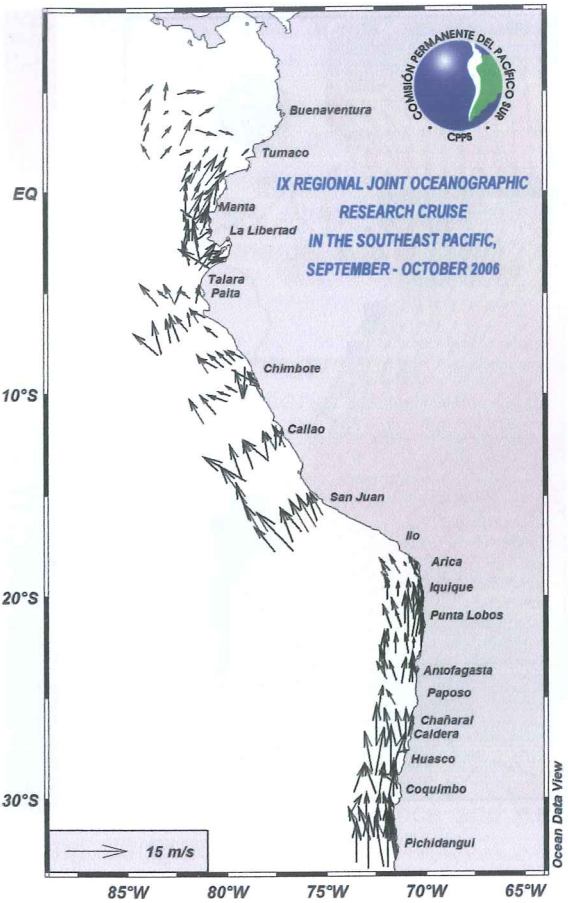 COMISIÓN PERMANENTE DEL PACÍFICO SUR
• CPPS •
Buenaventura
Tumaco
IX REGIONAL JOINT OCEANOGRAPHIC
RESEARCH CRUISE
IN THE SOUTHEAST PACIFIC,
SEPTEMBER - OCTOBER 2006
EQ
Manta
La Libertad
Talara
Paita
Chimbote
10°S
Callao
San Juan
Ilo
Arica
Iquique
20°S
Punta Lobos
Antofagasta
Paposo
Chañaral
Caldera
Huasco
Coquimbo
30°S
Pichidangui
15 m/s
Ocean Data View
85°W 80°W 75°W 70°W 65°W